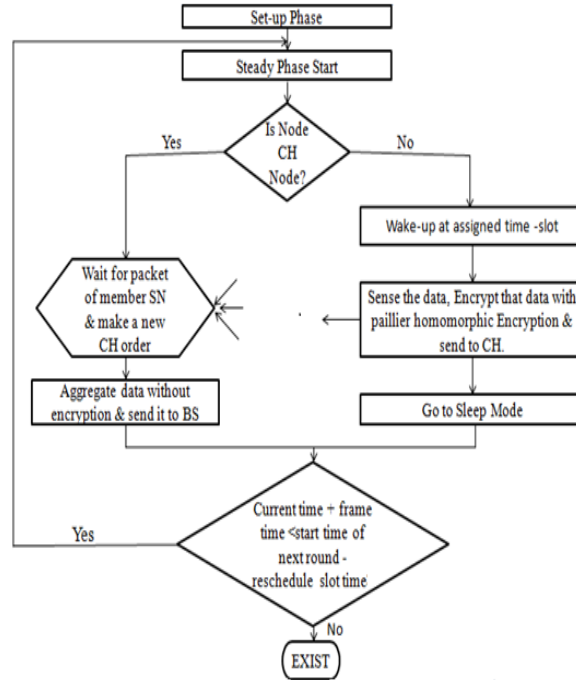 Set-up Phase
Steady Phase Start
Is Node
CH
Node?
Yes
No
Wake-up at assigned time -slot
Wait for packet
of member SN
& make a new
CH order
Sense the data, Encrypt that data with
paillier homomorphic Encryption &
send to CH.
Aggregate data without
encryption & send it to BS
Go to Sleep Mode
Current time + frame
time <start time of
next round -
reschedule slot time
Yes
No
EXIST